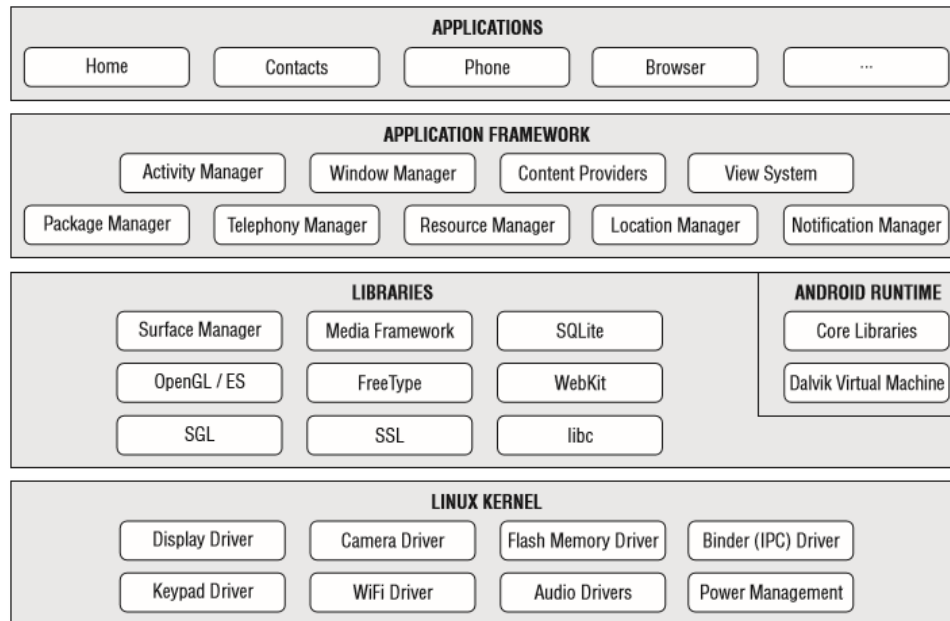 APPLICATIONS
Home Contacts Phone Browser ...
APPLICATION FRAMEWORK
Activity Manager Window Manager Content Providers View System
Package Manager Telephony Manager Resource Manager Location Manager Notification Manager
LIBRARIES
Surface Manager Media Framework SQLite
OpenGL / ES FreeType WebKit
SGL SSL libc
ANDROID RUNTIME
Core Libraries
Dalvik Virtual Machine
LINUX KERNEL
Display Driver Camera Driver Flash Memory Driver Binder (IPC) Driver
Keypad Driver WiFi Driver Audio Drivers Power Management